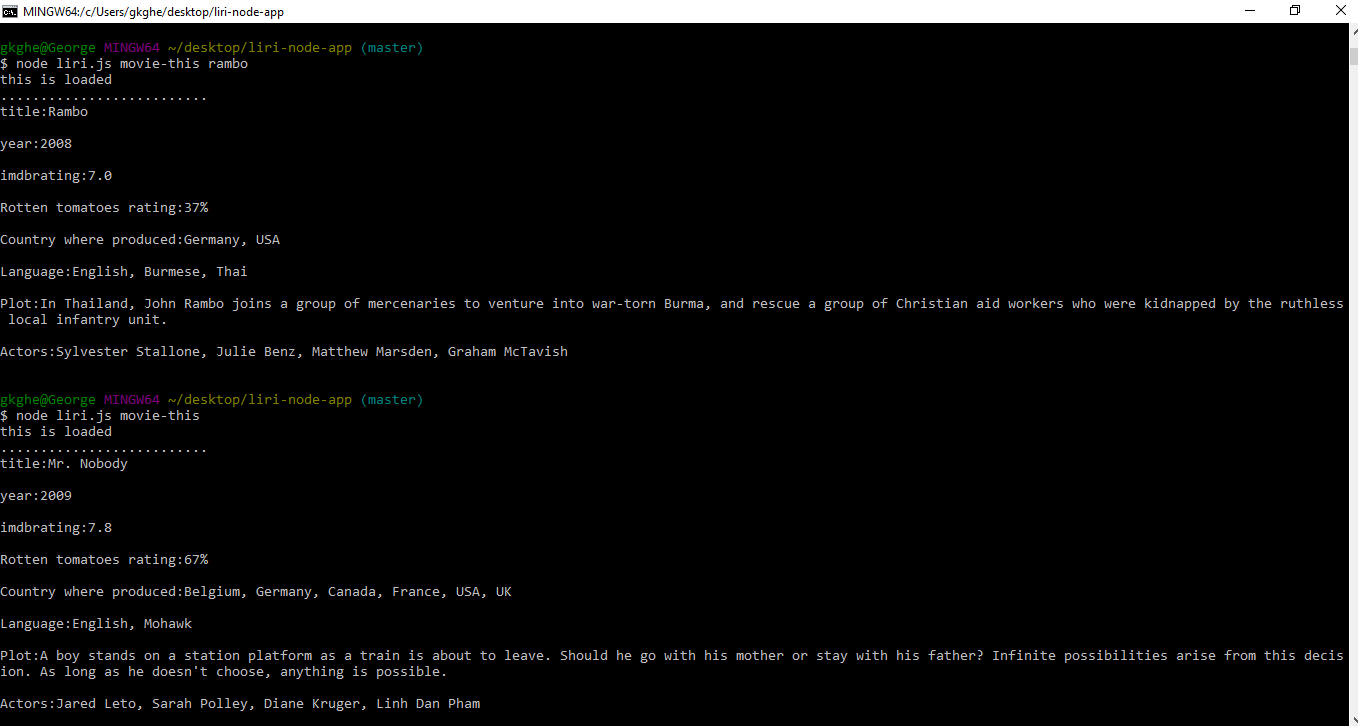 MINGW64:/c/Users/gkghe/desktop/liri-node-app
gkghe@George MINGW64 ~/desktop/liri-node-app (master)
$ node liri.js movie-this rambo
this is loaded
..........................
title:Rambo
year:2008
imdbrating:7.0
Rotten tomatoes rating:37%
Country where produced:Germany, USA
Language:English, Burmese, Thai
Plot:In Thailand, John Rambo joins a group of mercenaries to venture into war-torn Burma, and rescue a group of Christian aid workers who were kidnapped by the ruthless
 local infantry unit.
Actors:Sylvester Stallone, Julie Benz, Matthew Marsden, Graham McTavish
gkghe@George MINGW64 ~/desktop/liri-node-app (master)
$ node liri.js movie-this
this is loaded
..........................
title:Mr. Nobody
year:2009
imdbrating:7.8
Rotten tomatoes rating:67%
Country where produced:Belgium, Germany, Canada, France, USA, UK
Language:English, Mohawk
Plot:A boy stands on a station platform as a train is about to leave. Should he go with his mother or stay with his father? Infinite possibilities arise from this decis
ion. As long as he doesn't choose, anything is possible.
Actors:Jared Leto, Sarah Polley, Diane Kruger, Linh Dan Pham